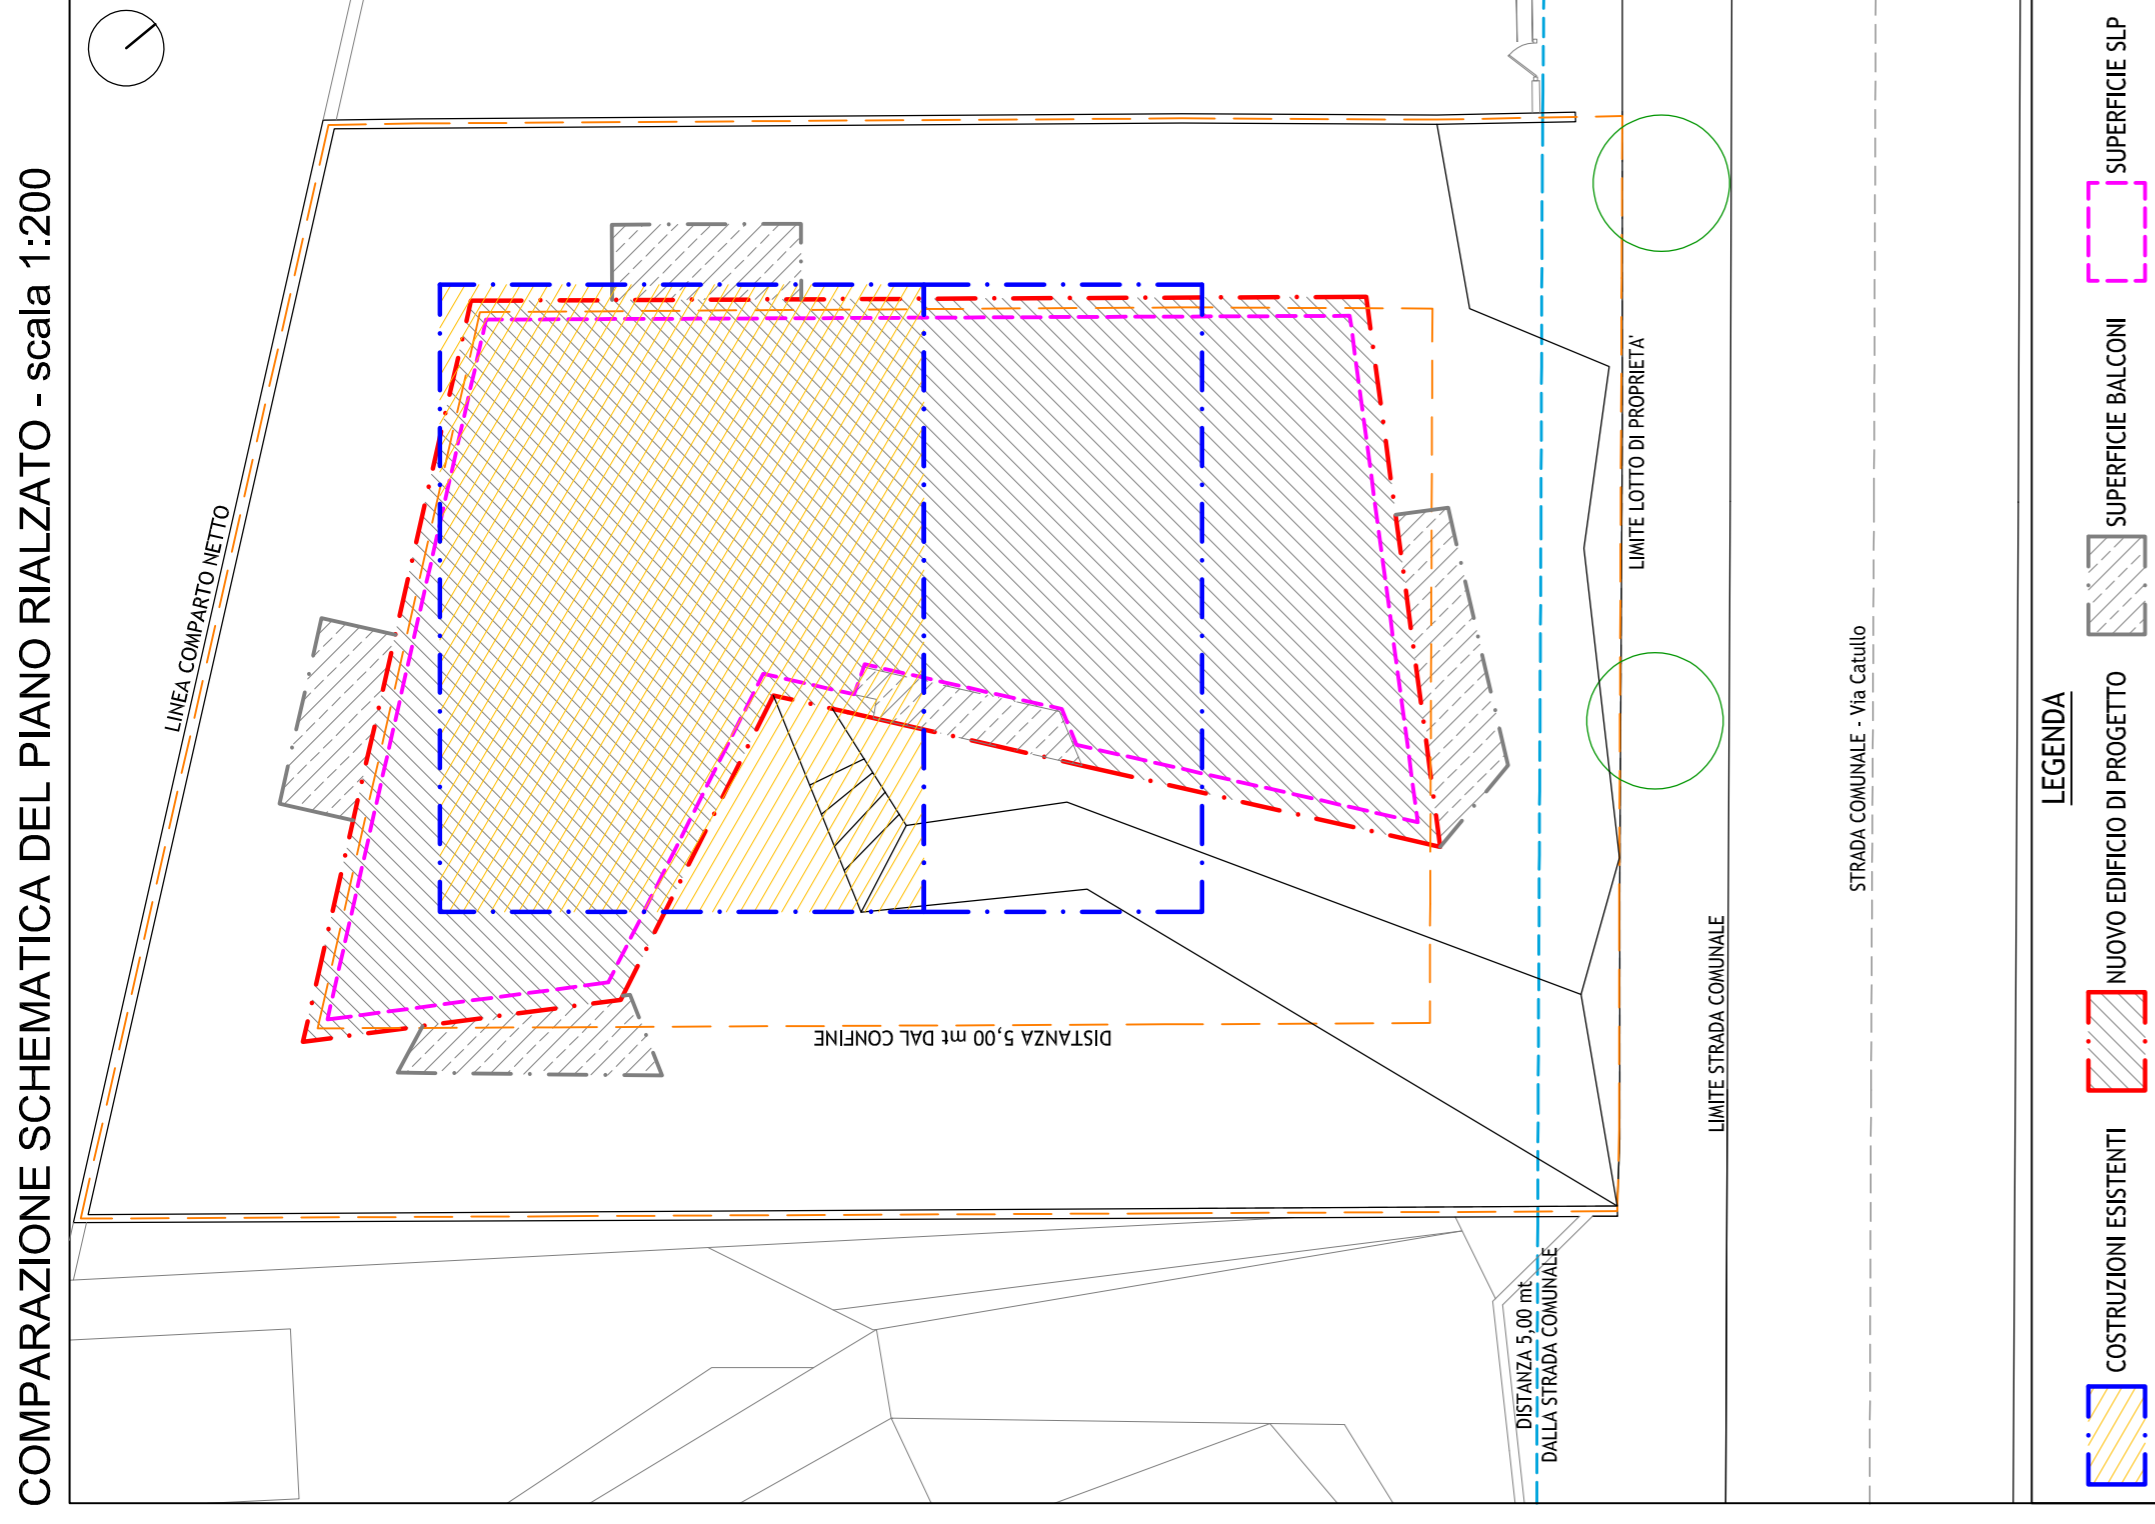 COMPARAZIONE SCHEMATICA DEL PIANO RIALZATO - scala 1:200
LINEA COMPARTO NETTO
DISTANZA 5,00 mt DAL CONFINE
DISTANZA 5,00 mt
DALLA STRADA COMUNALE
LIMITE LOTTO DI PROPRIETA'
LIMITE STRADA COMUNALE
STRADA COMUNALE - Via Catullo
LEGENDA
COSTRUZIONI ESISTENTI
NUOVO EDIFICIO DI PROGETTO
SUPERFICIE BALCONI
SUPERFICIE SLP